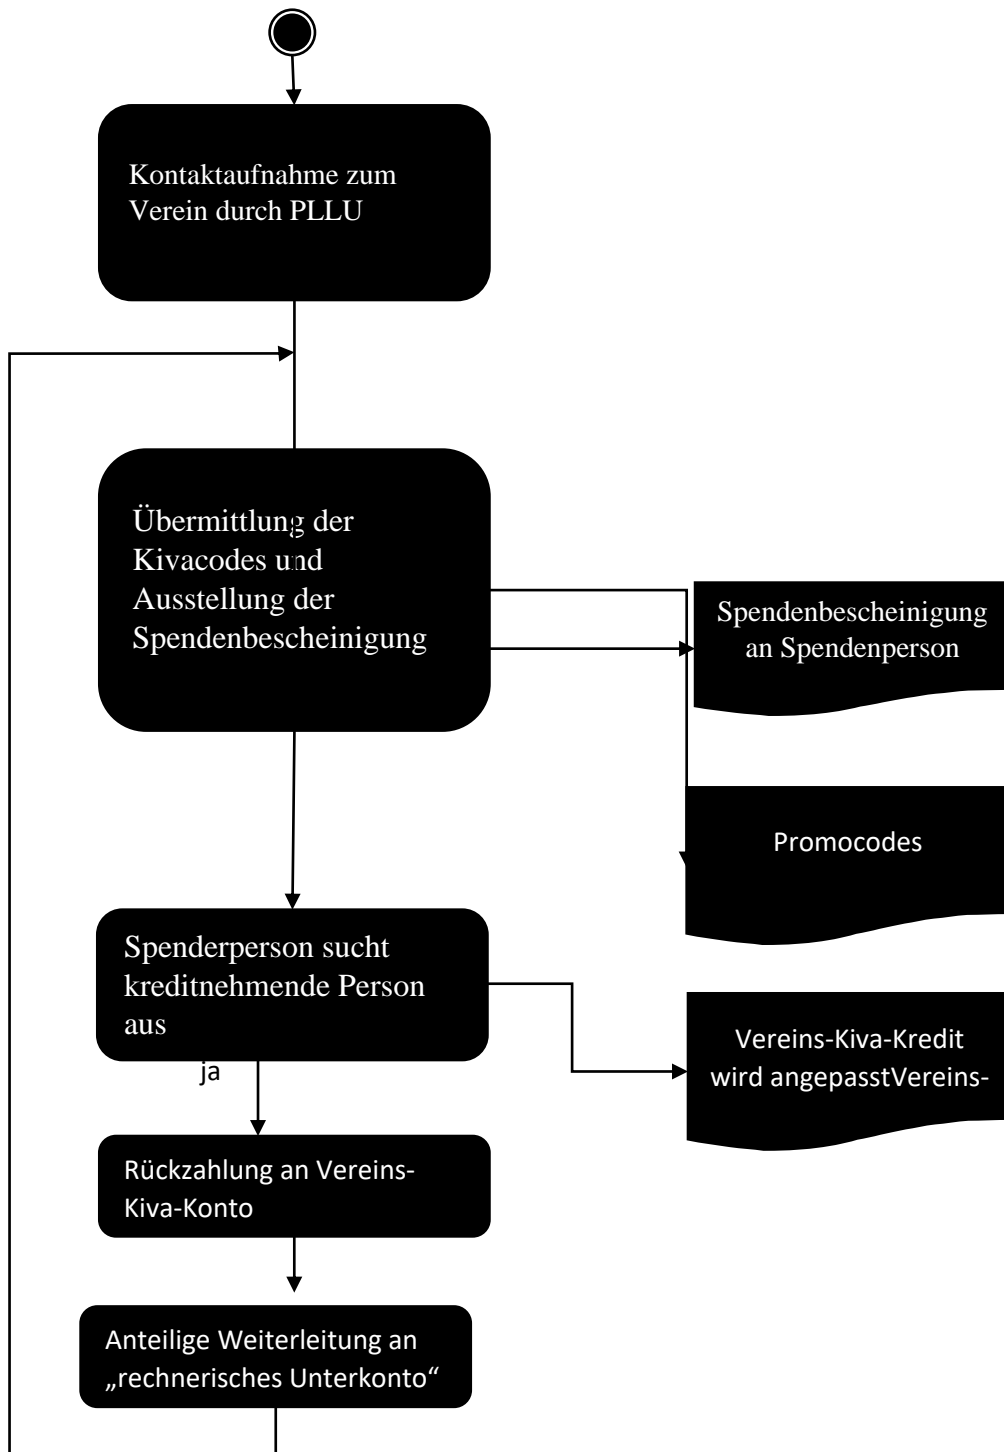 Kontaktaufnahme zum
Verein durch PLLU
Übermittlung der
Kivacodes und
Ausstellung der
Spendenbescheinigung
Spendenbescheinigung
an Spendenperson
Promocodes
Spenderperson sucht
kreditnehmende Person
aus
ja
Vereins-Kiva-Kredit
wird angepasstVereins-
Rückzahlung an Vereins-
Kiva-Konto
Anteilige Weiterleitung an
„rechnerisches Unterkonto“